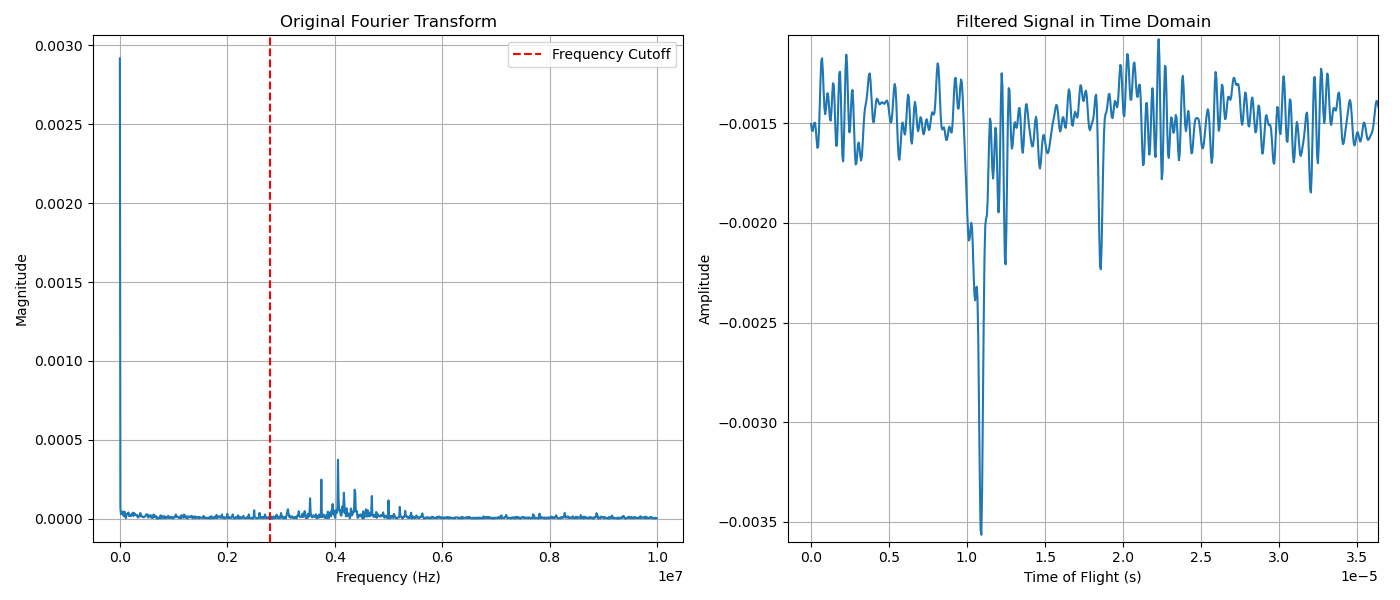 Original Fourier Transform
Frequency Cutoff
0.0030
0.0025
0.0020
0.0015
0.0010
0.0005
0.0000
Magnitude
0.0
0.2
0.4
0.6
0.8
1.0
1e7
Frequency (Hz)
Filtered Signal in Time Domain
−0.0015
−0.0020
−0.0025
−0.0030
−0.0035
Amplitude
0.0
0.5
1.0
1.5
2.0
2.5
3.0
3.5
1e−5
Time of Flight (s)